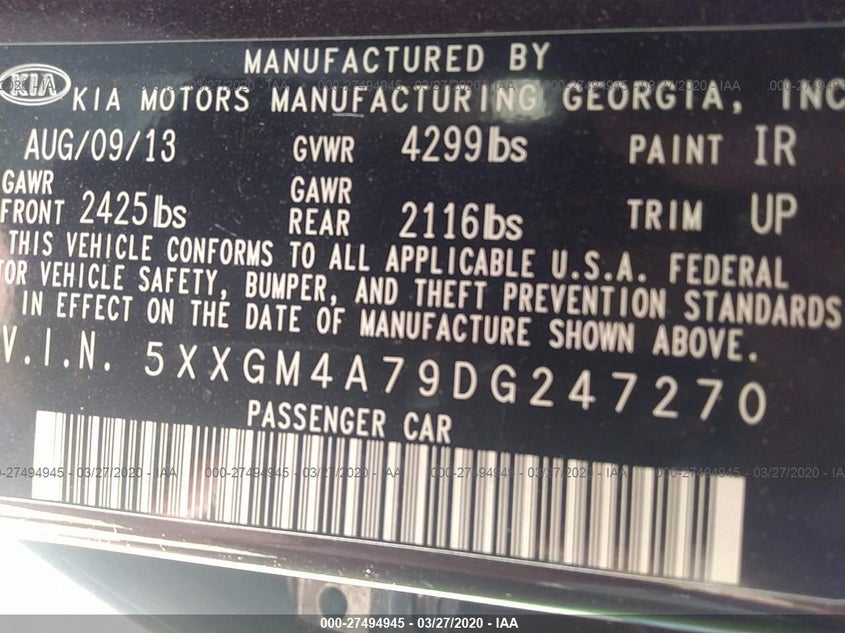 MANUFACTURED BY
KIA
KIA MOTORS MANUFACTURING GEORGIA, INC
AUG/09/13 GVWR 4299lbs PAINT IR
GAWR FRONT 2425lbs GAWR REAR 2116lbs TRIM UP
THIS VEHICLE CONFORMS TO ALL APPLICABLE U.S.A. FEDERAL
TOR VEHICLE SAFETY, BUMPER, AND THEFT PREVENTION STANDARDS
IN EFFECT ON THE DATE OF MANUFACTURE SHOWN ABOVE.
V.I.N. 5XXGM4A79DG247270
PASSENGER CAR
000-27494945 - 03/27/2020 - IAA